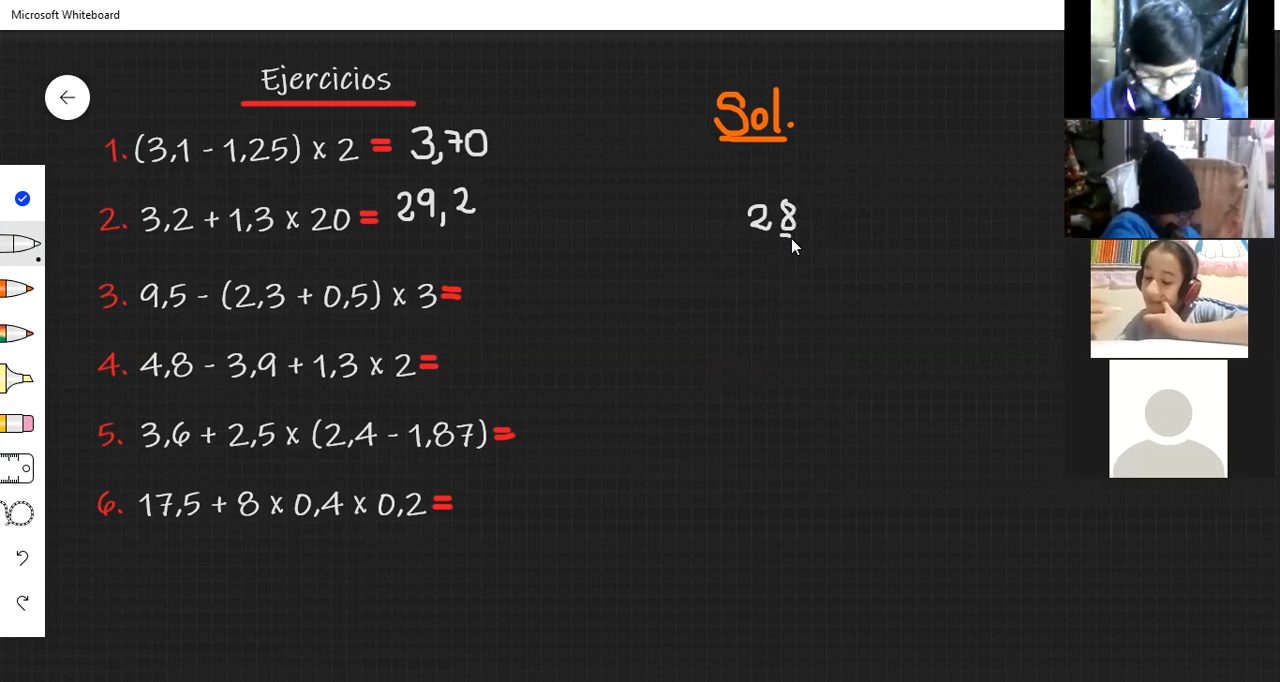 Microsoft Whiteboard
Ejercicios
Sol.
1. (3,1 - 1,25) x 2 = 3,70
2. 3,2 + 1,3 x 20 = 29,2
28
3. 9,5 - (2,3 + 0,5) x 3 =
4. 4,8 - 3,9 + 1,3 x 2 =
5. 3,6 + 2,5 x (2,4 - 1,87) =
6. 17,5 + 8 x 0,4 x 0,2 =